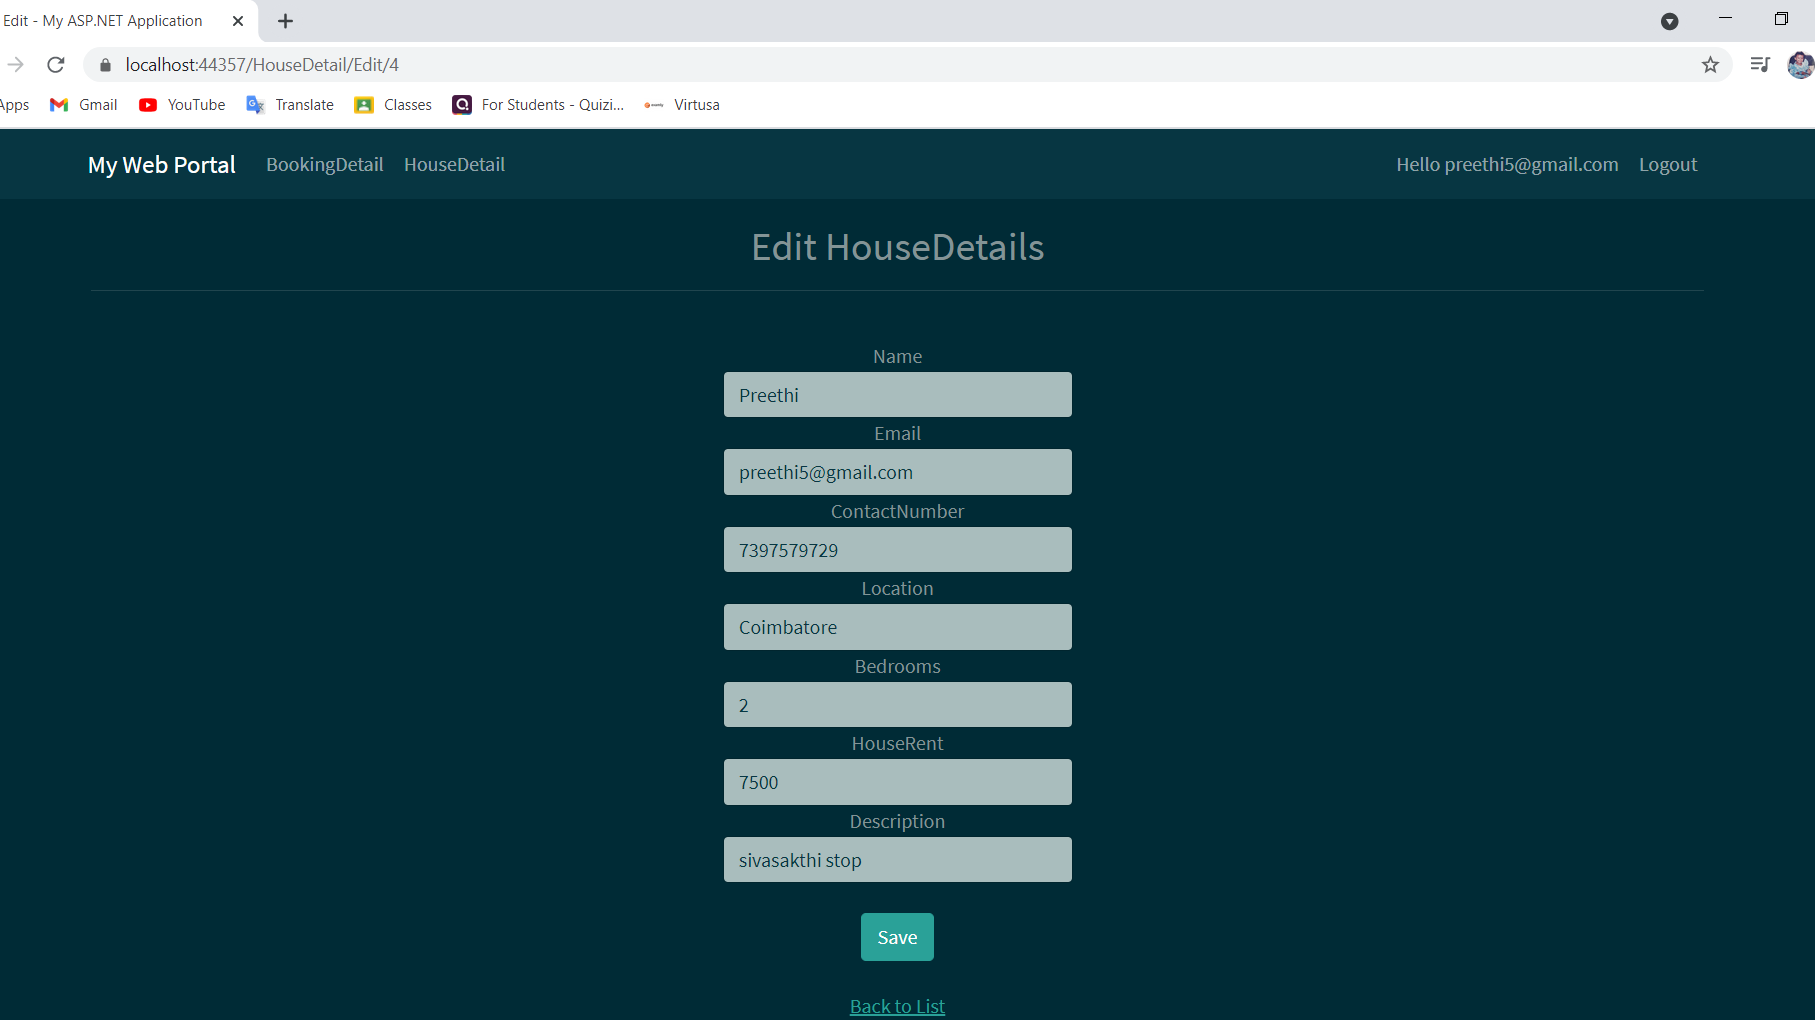 Edit - My ASP.NET Application
localhost:44357/HouseDetail/Edit/4
Apps Gmail YouTube Translate Classes For Students - Quizi... Virtusa
My Web Portal BookingDetail HouseDetail Hello preethi5@gmail.com Logout
Edit HouseDetails
Name
Preethi
Email
preethi5@gmail.com
ContactNumber
7397579729
Location
Coimbatore
Bedrooms
2
HouseRent
7500
Description
sivasakthi stop
Save
Back to List